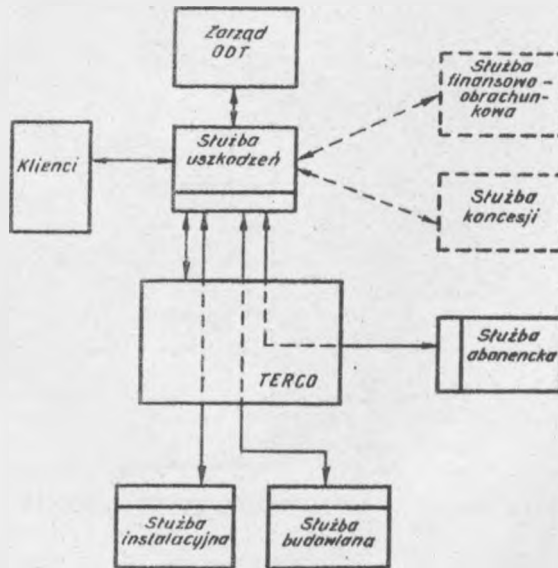 Zarząd
ODT
Służba
finansowo-
obrachun-
kowa
Klienci
Służba
uszkodzeń
Służba
koncesji
TERCO
Służba
abonencka
Służba
instalacyjna
Służba
budowlana